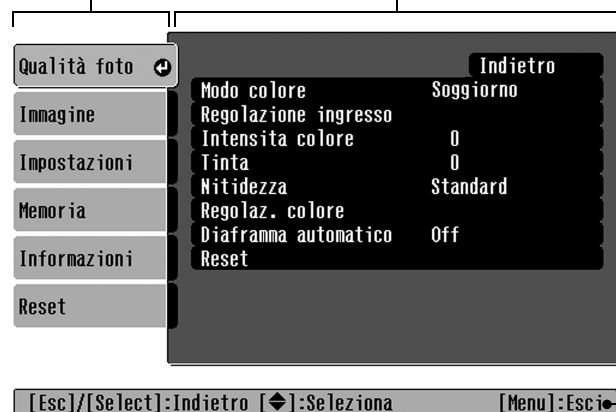 Qualità foto
Immagine
Impostazioni
Memoria
Informazioni
Reset
Indietro
Modo colore Soggiorno
Regolazione ingresso
Intensita colore 0
Tinta 0
Nitidezza Standard
Regolaz. colore
Diaframma automatico Off
Reset
[Esc]/[Select]:Indietro [◆]:Seleziona [Menu]:Esci